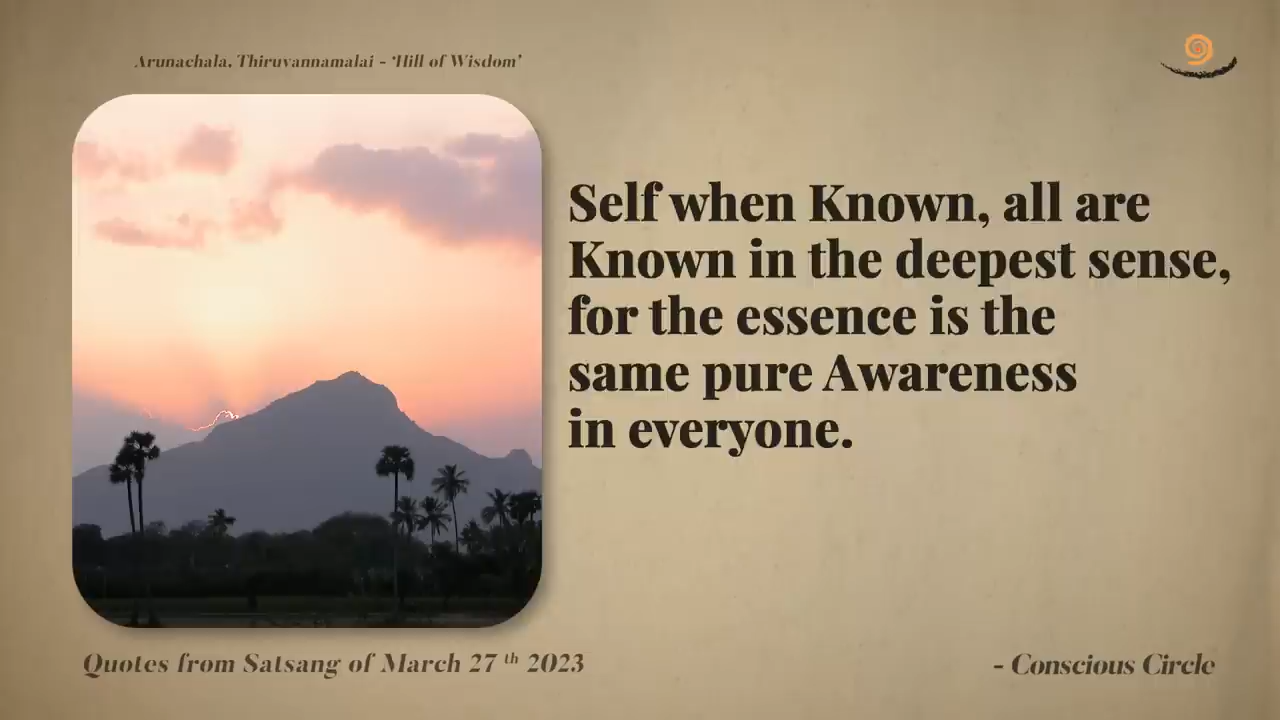 Arunachala, Thiruvannamalai - 'Hill of Wisdom'
Self when Known, all are
Known in the deepest sense,
for the essence is the
same pure Awareness
in everyone.
Quotes from Satsang of March 27 th 2023
- Conscious Circle